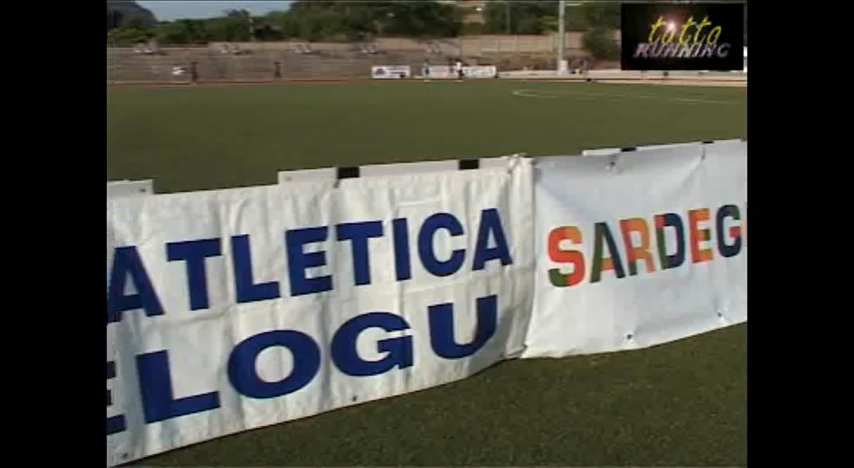 tutto
RUNNING
ATLETICA
ELOGU
SARDEG